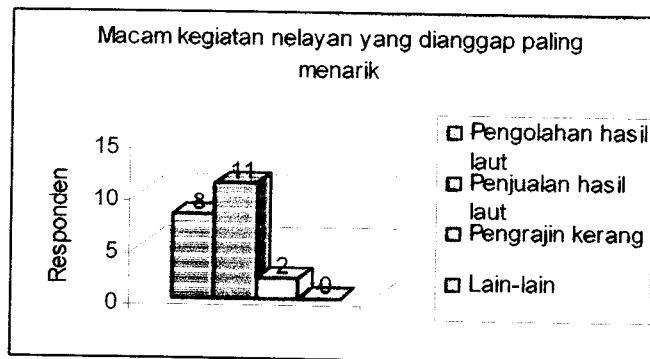 Macam kegiatan nelayan yang dianggap paling
menarik
15
10
5
0
Responden
8
11
2
0
Pengolahan hasil
laut
Penjualan hasil
laut
Pengrajin kerang
Lain-lain